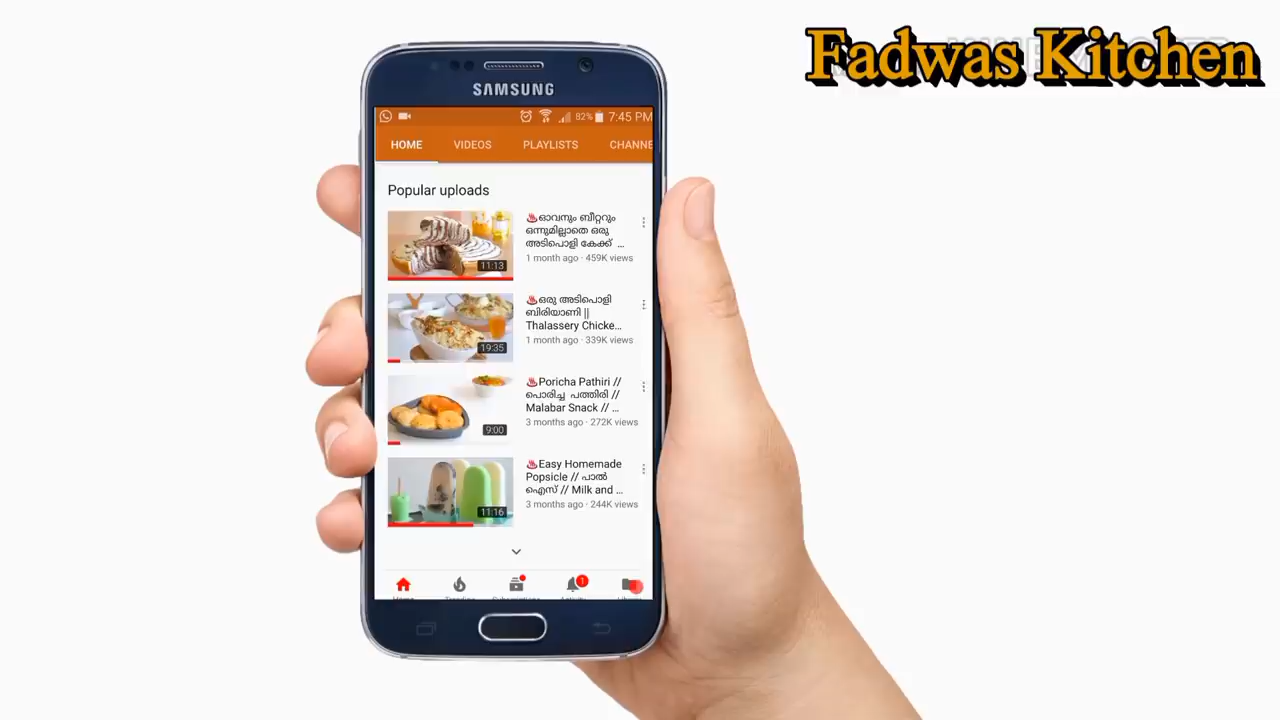 Fadwas Kitchen
SAMSUNG
82% 7:45 PM
HOME VIDEOS PLAYLISTS CHANNE
Popular uploads
ഓവനും ബീറ്ററും
ഒന്നുമില്ലാതെ ഒരു
അടിപൊളി കേക്ക് ...
11:13
1 month ago · 459K views
ഒരു അടിപൊളി
ബിരിയാണി ||
Thalassery Chicke...
19:35
1 month ago · 339K views
Poricha Pathiri //
പൊരിച്ച പത്തിരി //
Malabar Snack // ...
9:00
3 months ago · 272K views
Easy Homemade
Popsicle // പാൽ
ഐസ് // Milk and ...
11:16
3 months ago · 244K views
1